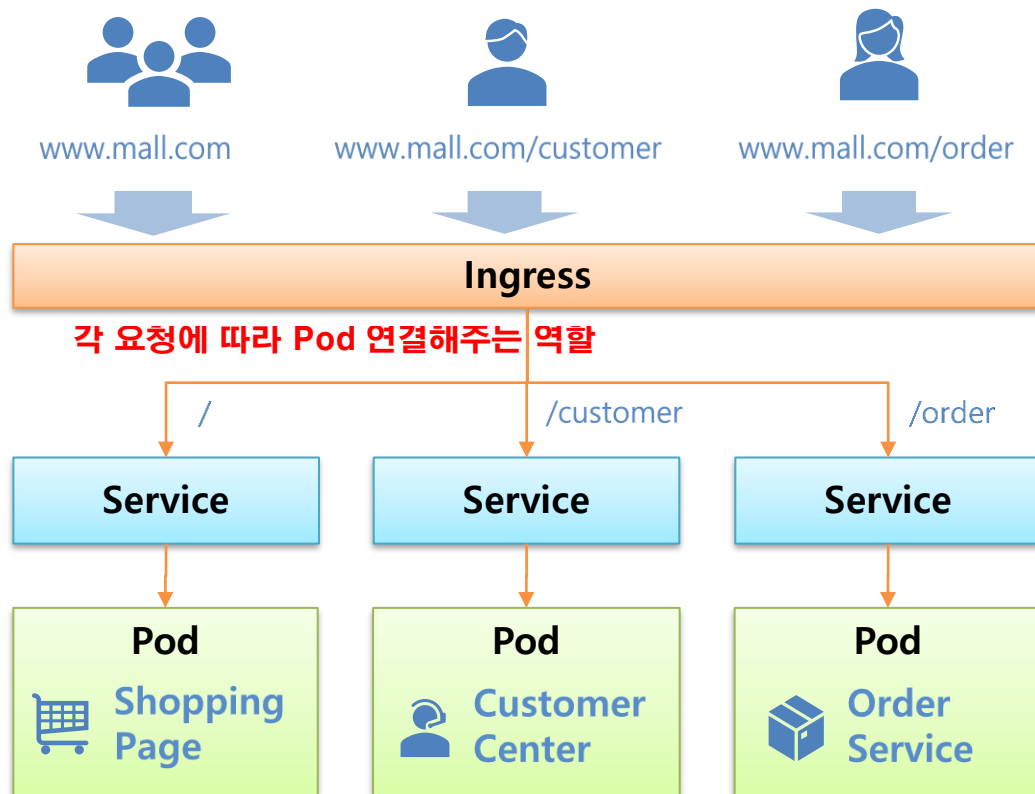 www.mall.com
www.mall.com/customer
www.mall.com/order
Ingress
각 요청에 따라 Pod 연결해주는 역할
/
/customer
/order
Service
Service
Service
Pod
Shopping
Page
Pod
Customer
Center
Pod
Order
Service